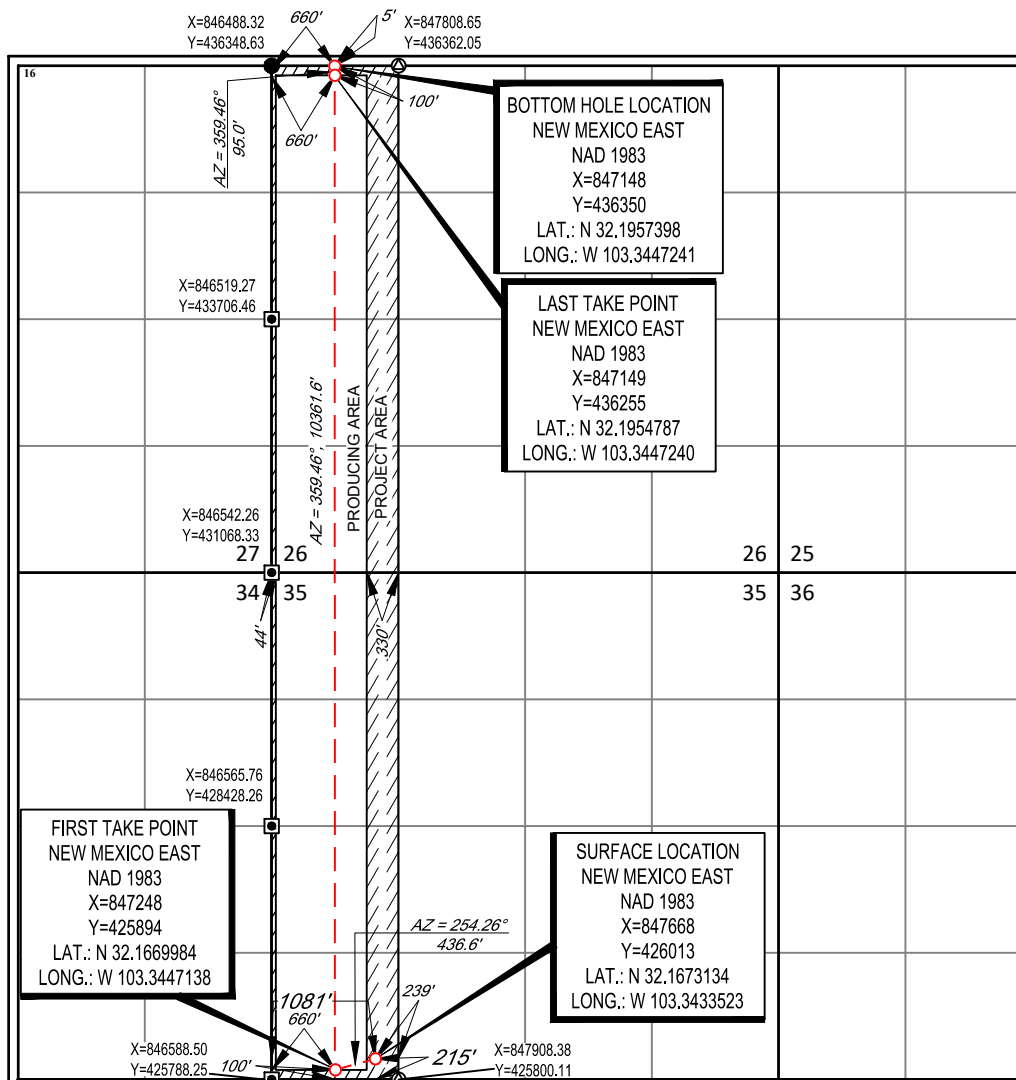 X=846488.32
Y=436348.63
660'
5'
X=847808.65
Y=436362.05
16
AZ = 359.46°
95.0'
660'
100'
BOTTOM HOLE LOCATION
NEW MEXICO EAST
NAD 1983
X=847148
Y=436350
LAT.: N 32.1957398
LONG.: W 103.3447241
LAST TAKE POINT
NEW MEXICO EAST
NAD 1983
X=847149
Y=436255
LAT.: N 32.1954787
LONG.: W 103.3447240
X=846519.27
Y=433706.46
AZ = 359.46°, 10361.6'
PRODUCING AREA
PROJECT AREA
X=846542.26
Y=431068.33
27 26
34 35
26 25
35 36
44'
330'
X=846565.76
Y=428428.26
FIRST TAKE POINT
NEW MEXICO EAST
NAD 1983
X=847248
Y=425894
LAT.: N 32.1669984
LONG.: W 103.3447138
SURFACE LOCATION
NEW MEXICO EAST
NAD 1983
X=847668
Y=426013
LAT.: N 32.1673134
LONG.: W 103.3433523
AZ = 254.26°
436.6'
1081'
239'
660'
X=846588.50
Y=425788.25
100'
215'
X=847908.38
Y=425800.11